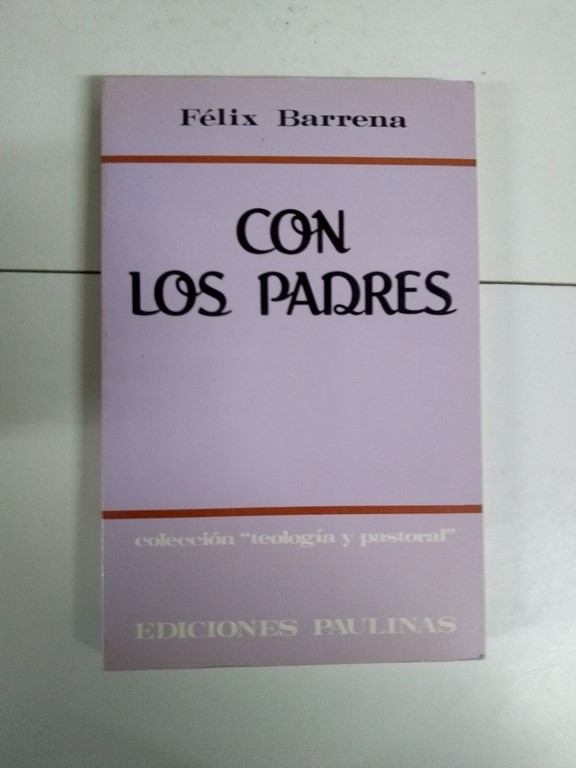 Félix Barrena
CON
LOS PADRES
colección "teología y pastoral"
EDICIONES PAULINAS